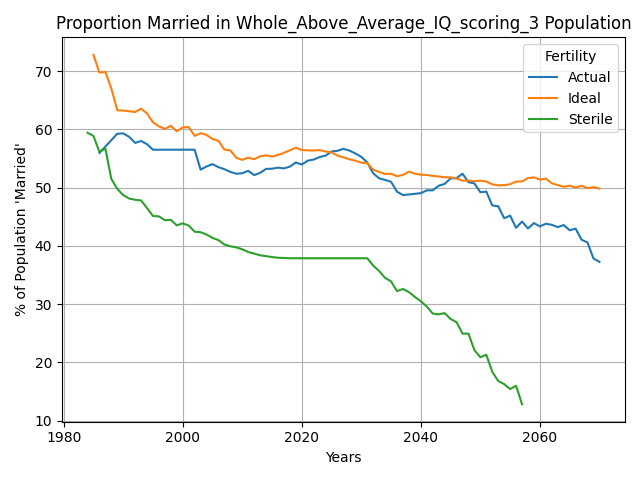 Proportion Married in Whole_Above_Average_IQ_scoring_3 Population
% of Population 'Married'
70
60
50
40
30
20
10
Fertility
Actual
Ideal
Sterile
1980
2000
2020
2040
2060
Years